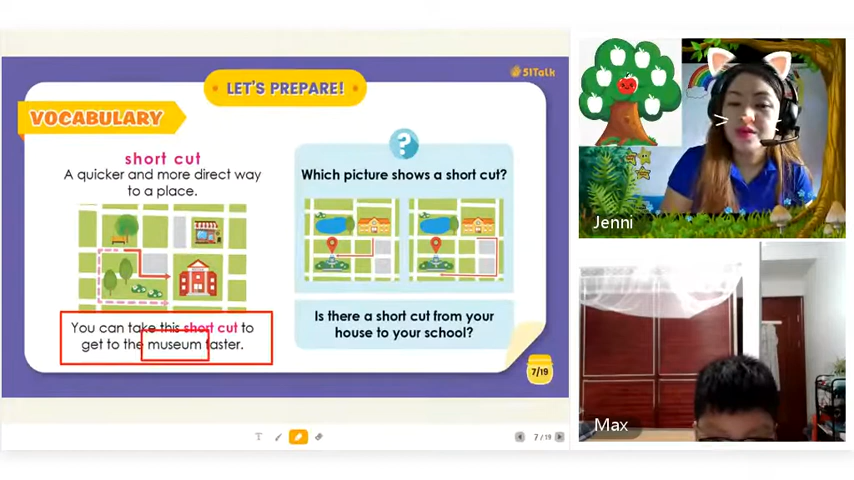 LET'S PREPARE!
51Talk
VOCABULARY
short cut
A quicker and more direct way
to a place.
You can take this short cut to
get to the museum faster.
?
Which picture shows a short cut?
Is there a short cut from your
house to your school?
7/19
T
7 / 19
Jenni
Max